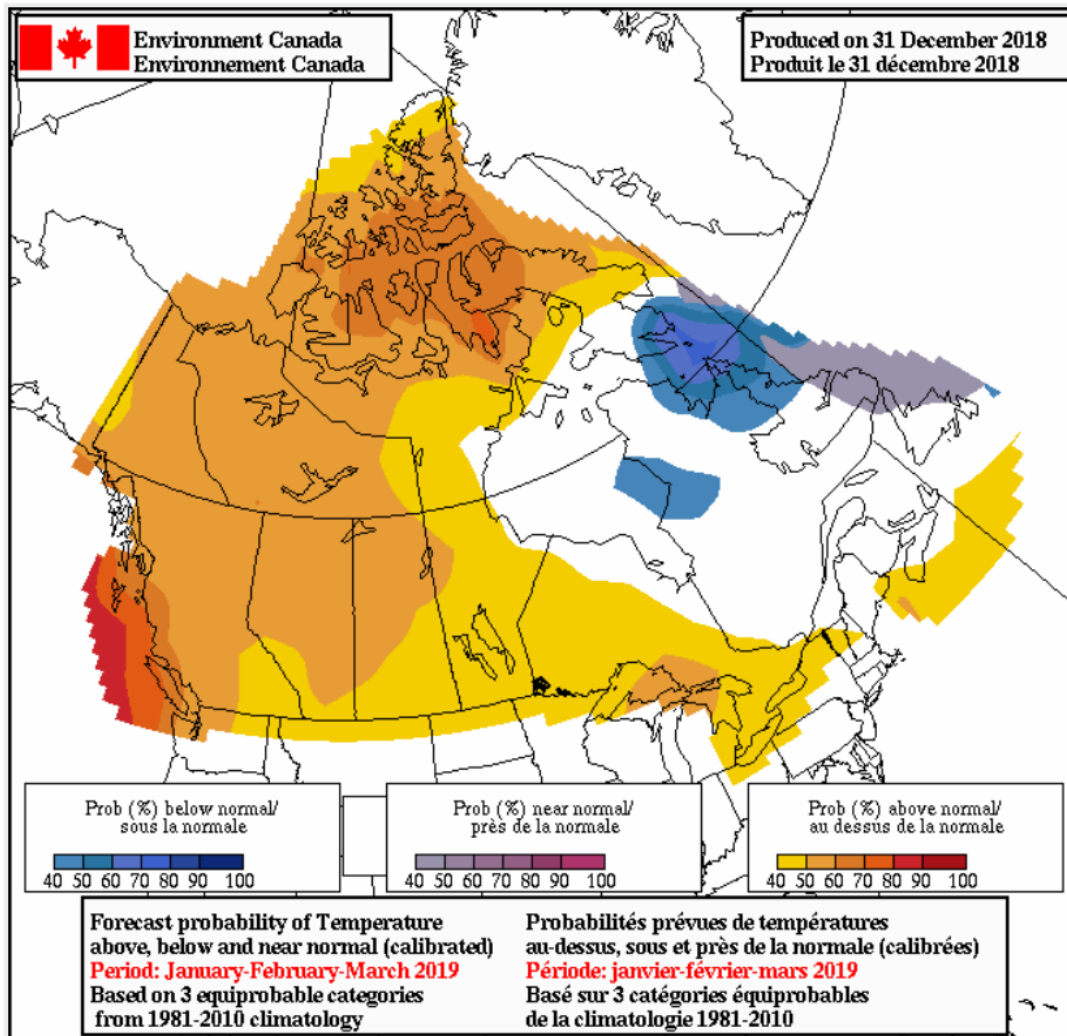 Environment Canada
Environnement Canada
Produced on 31 December 2018
Produit le 31 décembre 2018
Prob (%) below normal/
sous la normale
40 50 60 70 80 90 100
Prob (%) near normal/
près de la normale
40 50 60 70 80 90 100
Prob (%) above normal/
au dessus de la normale
40 50 60 70 80 90 100
Forecast probability of Temperature
above, below and near normal (calibrated)
Period: January-February-March 2019
Based on 3 equiprobable categories
from 1981-2010 climatology
Probabilités prévues de températures
au-dessus, sous et près de la normale (calibrées)
Période: janvier-février-mars 2019
Basé sur 3 catégories équiprobables
de la climatologie 1981-2010